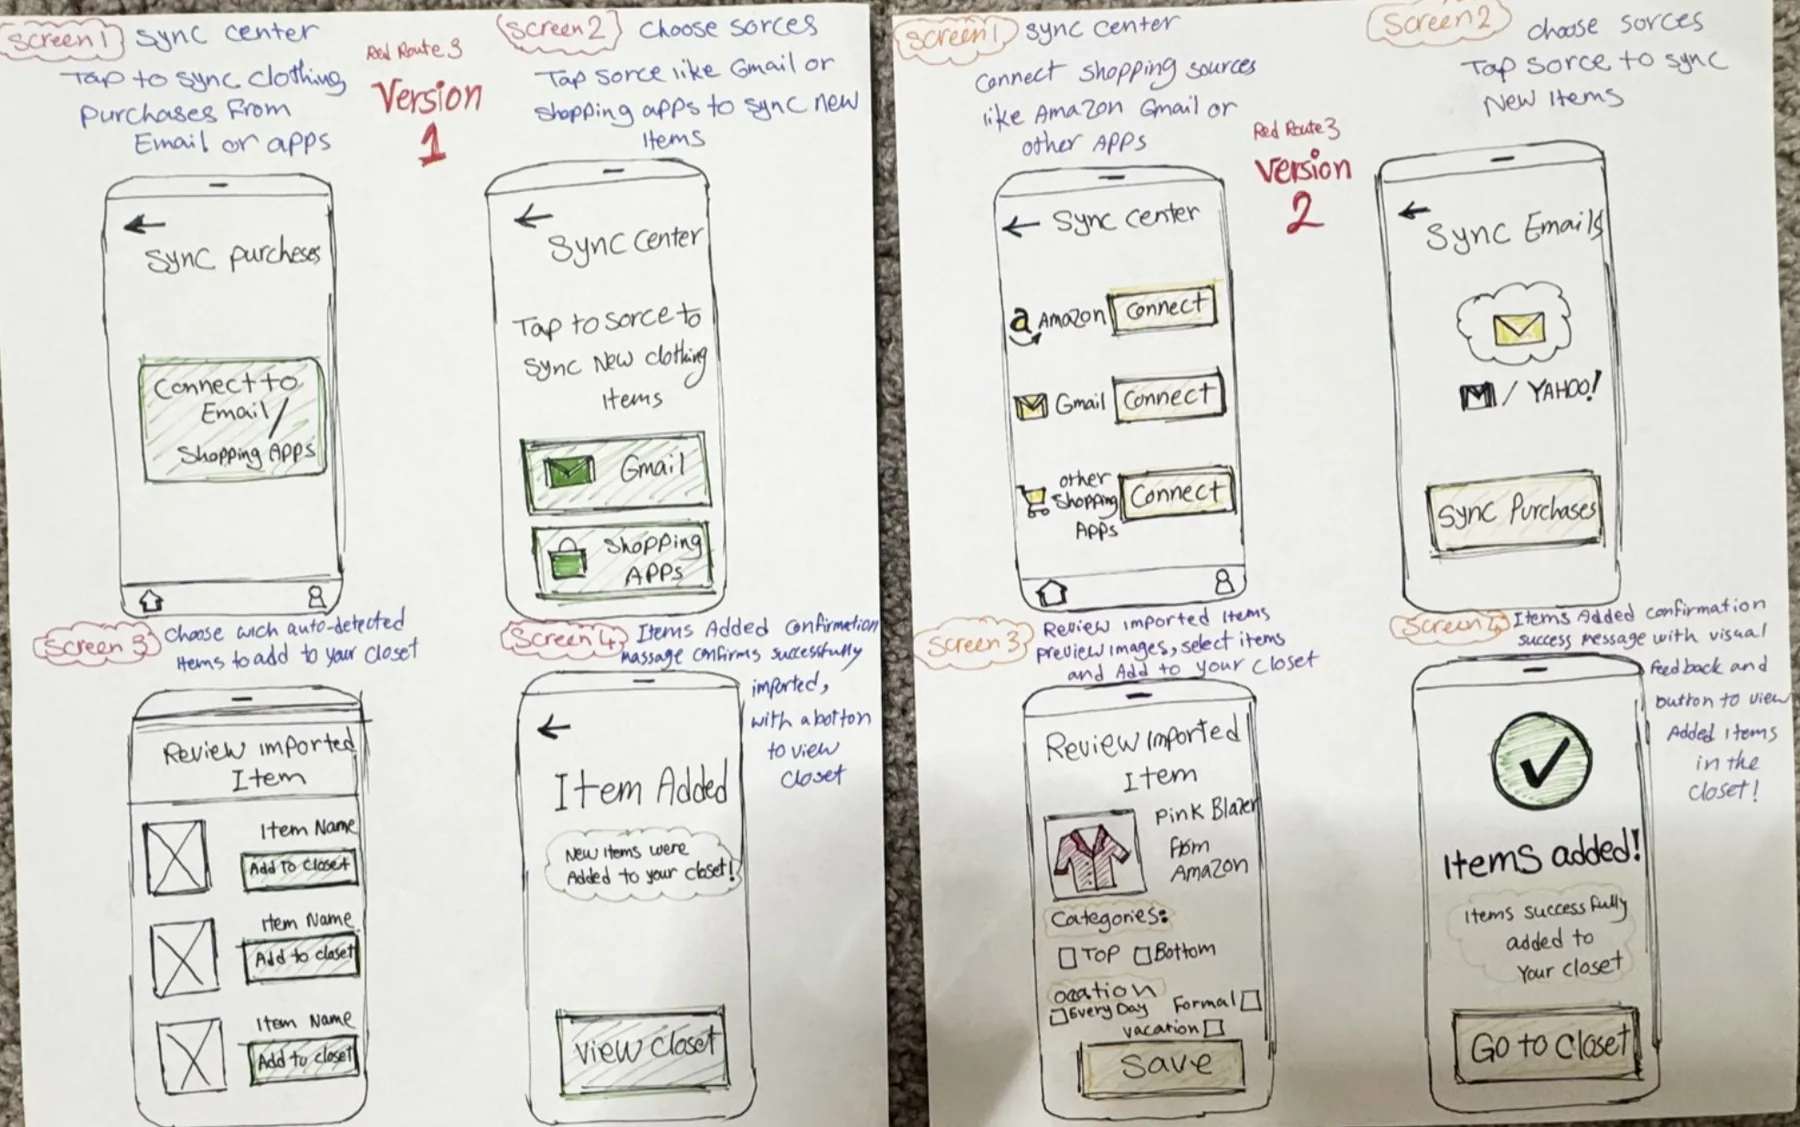 Screen 1
Sync center
Tap to sync clothing
purchases from
Email or apps
Red Route 3
Version
1
Sync purcheses
Connect to
Email/
Shopping APPs
Screen 2
Choose sorces
Tap sorce like Gmail or
shopping apps to sync new
Items
Sync center
Tap to sorce to
Sync New clothing
Items
Gmail
Shopping
APPs
Screen 3
Choose wich auto-detected
Items to add to your closet
Review imported
Item
Item Name
Add to closet
Item Name
Add to closet
Item Name
Add to closet
Screen 4
Items Added confirmation
massage confirms successfully
imported,
with a botton
to view
closet
Item Added
New items were
Added to your closet!
View closet
Screen 1
Sync center
Connect shopping sources
like Amazon Gmail or
other APPs
Red Route 3
Version
2
Sync center
a Amazon
Connect
Gmail
Connect
other
Shopping
APPs
Connect
Screen 2
choose sorces
Tap sorce to sync
New Items
Sync Emails
M / YAHOO!
Sync Purchases
Screen 3
Review imported Items
preview images, select items
and Add to your closet
Review imported
Item
Pink Blazer
from
Amazon
Categories:
Top Bottom
Ocation
Every Day Formal
vacation
Save
Screen 4
Items Added confirmation
success message with visual
feedback and
button to view
Added items
in the
closet!
Items added!
Items successfully
added to
Your closet
Go to closet